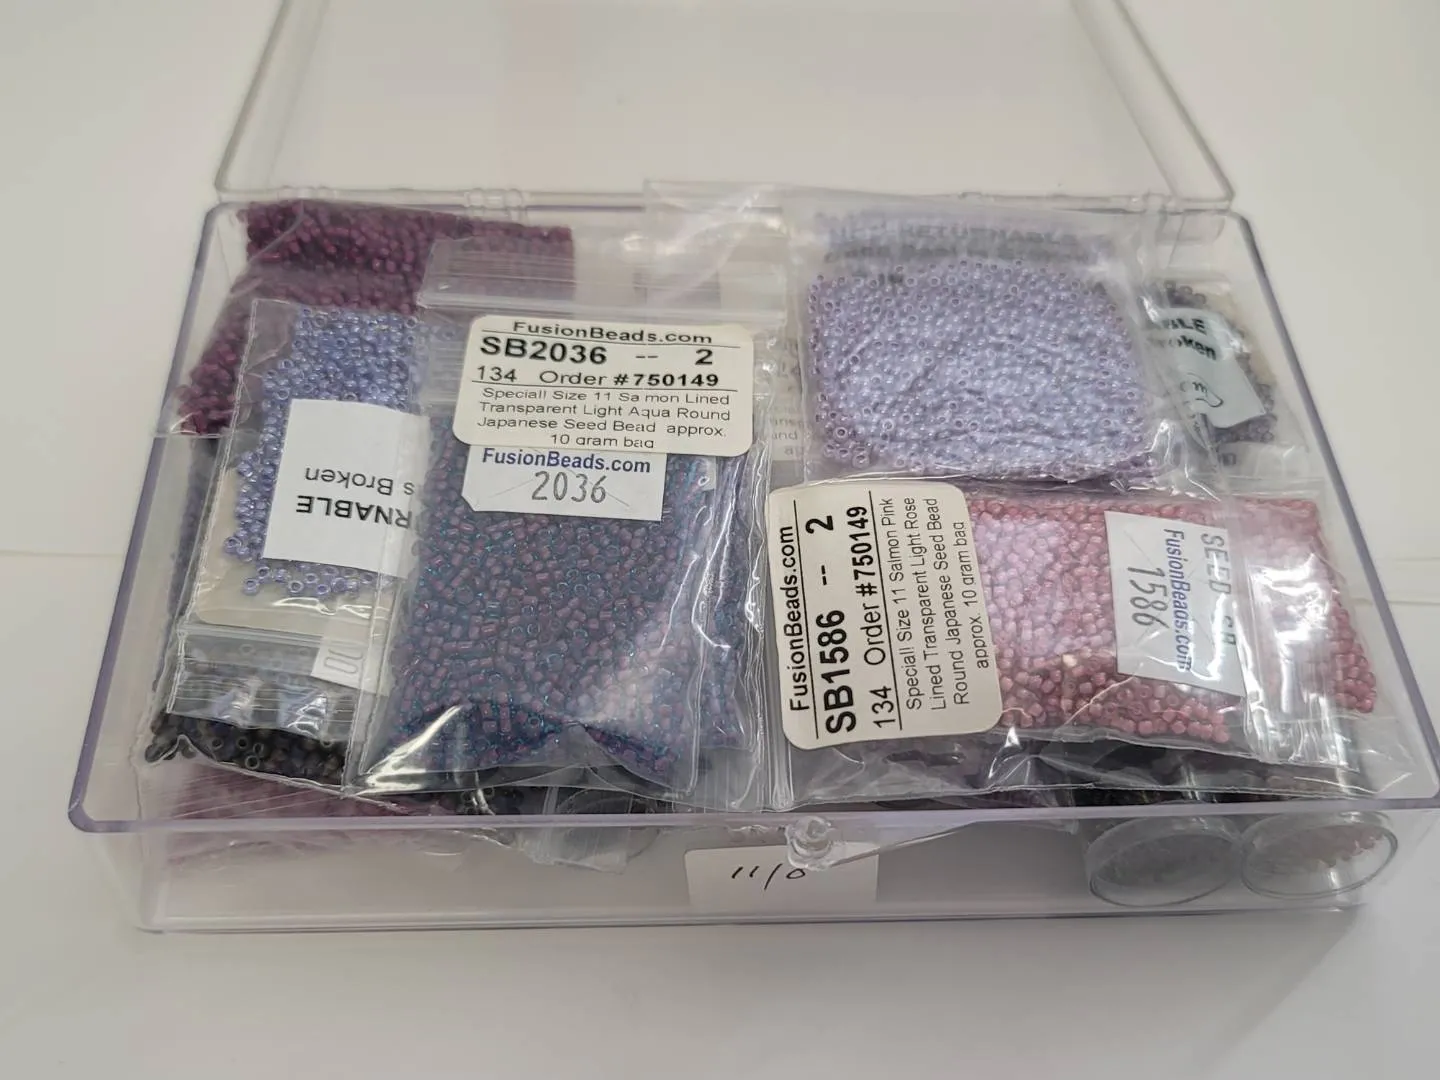 FusionBeads.com
SB2036 -- 2
134 Order #750149
Special! Size 11 Sa mon Lined
Transparent Light Aqua Round
Japanese Seed Bead approx.
10 gram bag
FusionBeads.com
2036
s Broken
RNABLE
RETURNABLE
BLE
roken
FusionBeads.com
SB1586 -- 2
134 Order #750149
Special! Size 11 Salmon Pink
Lined Transparent Light Rose
Round Japanese Seed Bead
approx. 10 gram bag
SEED
FusionBeads.com
1586
11/0